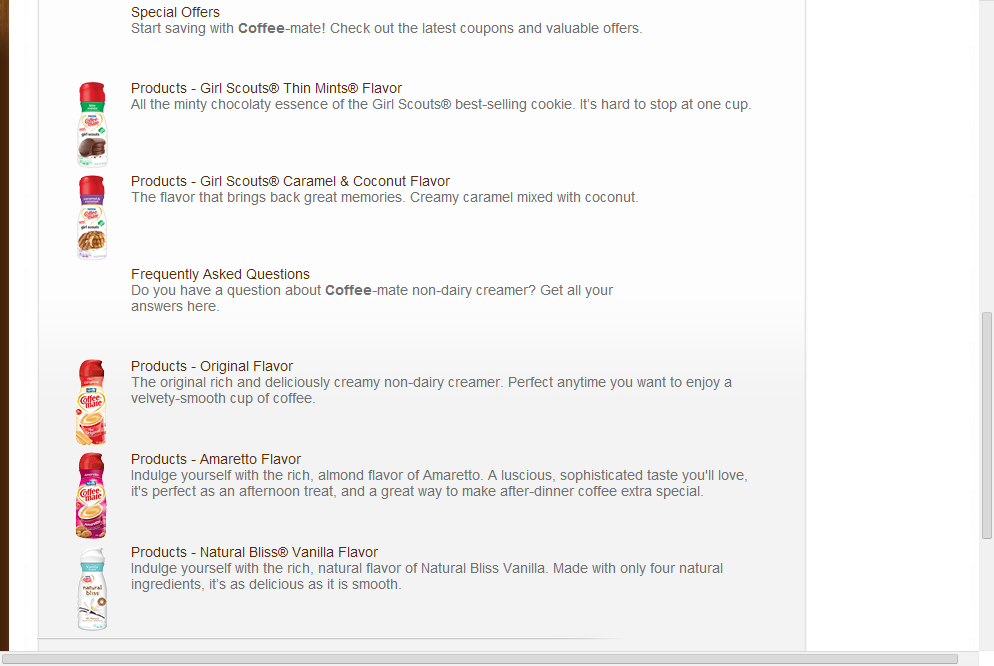 Special Offers
Start saving with Coffee-mate! Check out the latest coupons and valuable offers.
Products - Girl Scouts® Thin Mints® Flavor
All the minty chocolaty essence of the Girl Scouts® best-selling cookie. It’s hard to stop at one cup.
Products - Girl Scouts® Caramel & Coconut Flavor
The flavor that brings back great memories. Creamy caramel mixed with coconut.
Frequently Asked Questions
Do you have a question about Coffee-mate non-dairy creamer? Get all your
answers here.
Products - Original Flavor
The original rich and deliciously creamy non-dairy creamer. Perfect anytime you want to enjoy a
velvety-smooth cup of coffee.
Coffee
mate
Products - Amaretto Flavor
Indulge yourself with the rich, almond flavor of Amaretto. A luscious, sophisticated taste you'll love,
it's perfect as an afternoon treat, and a great way to make after-dinner coffee extra special.
Coffee
mate
Products - Natural Bliss® Vanilla Flavor
Indulge yourself with the rich, natural flavor of Natural Bliss Vanilla. Made with only four natural
ingredients, it’s as delicious as it is smooth.
natural
bliss